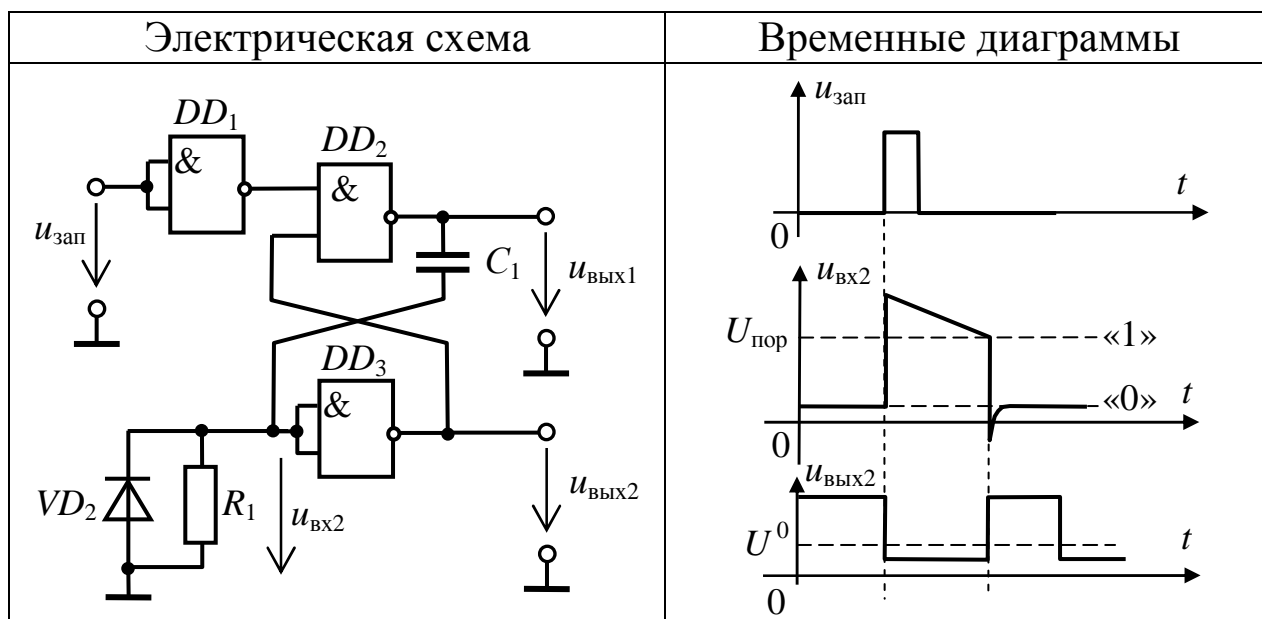 Электрическая схема
Временные диаграммы
DD1
&
DD2
&
uзап
C1
uвых1
DD3
&
VD2
R1
uвх2
uвых2
uзап
t
0
uвх2
Uпор
«1»
«0»
t
0
uвых2
U⁰
t
0